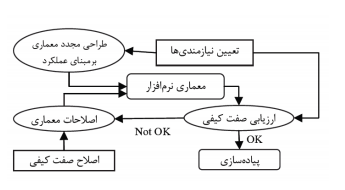 تعیین نیازمندی‌ها
طراحی مجدد معماری
برمبنای عملکرد
معماری نرم‌افزار
ارزیابی صفت کیفی
اصلاحات معماری
Not OK
OK
پیاده‌سازی
اصلاح صفت کیفی